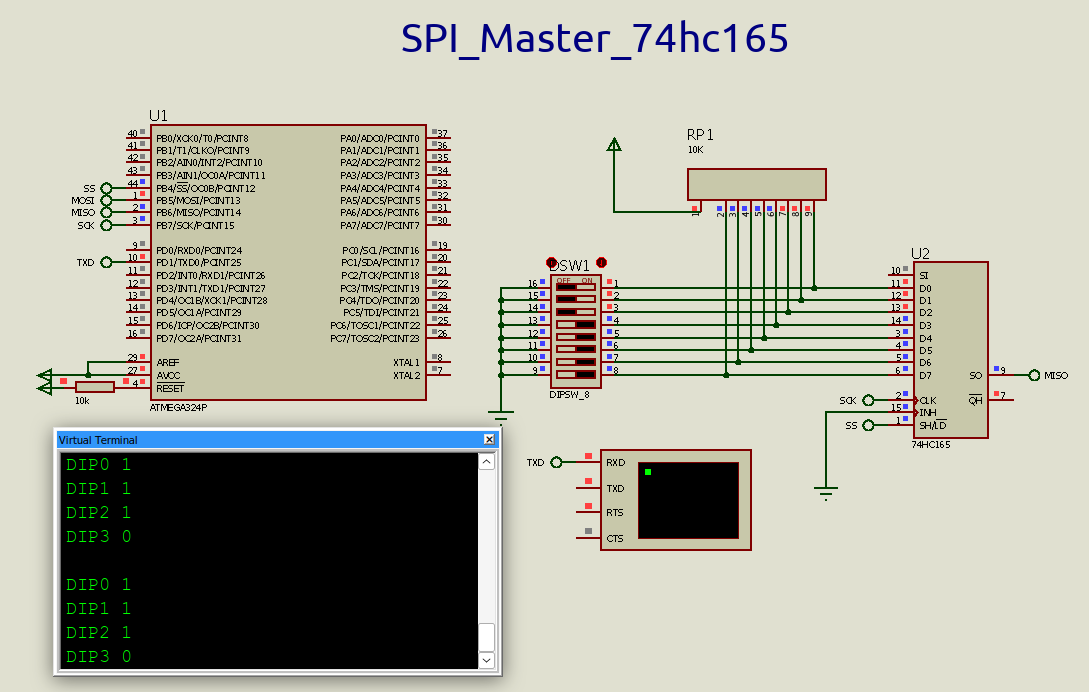 SPI_Master_74hc165
U1
40 PB0/XCK0/T0/PCINT8 PA0/ADC0/PCINT0 37
41 PB1/T1/CLKO/PCINT9 PA1/ADC1/PCINT1 36
42 PB2/AIN0/INT2/PCINT10 PA2/ADC2/PCINT2 35
43 PB3/AIN1/OC0A/PCINT11 PA3/ADC3/PCINT3 34
SS 44 PB4/SS/OC0B/PCINT12 PA4/ADC4/PCINT4 33
MOSI 1 PB5/MOSI/PCINT13 PA5/ADC5/PCINT5 32
MISO 2 PB6/MISO/PCINT14 PA6/ADC6/PCINT6 31
SCK 3 PB7/SCK/PCINT15 PA7/ADC7/PCINT7 30
9 PD0/RXD0/PCINT24 PC0/SCL/PCINT16 19
TXD 10 PD1/TXD0/PCINT25 PC1/SDA/PCINT17 20
11 PD2/INT0/RXD1/PCINT26 PC2/TCK/PCINT18 21
12 PD3/INT1/TXD1/PCINT27 PC3/TMS/PCINT19 22
13 PD4/OC1B/XCK1/PCINT28 PC4/TDO/PCINT20 23
14 PD5/OC1A/PCINT29 PC5/TDI/PCINT21 24
15 PD6/ICP/OC2B/PCINT30 PC6/TOSC1/PCINT22 25
16 PD7/OC2A/PCINT31 PC7/TOSC2/PCINT23 26
29 AREF XTAL1 8
27 AVCC XTAL2 7
4 RESET
10k
ATMEGA324P
RP1
10K
1 2 3 4 5 6 7 8 9
DSW1
OFF ON
16 1
15 2
14 3
13 4
12 5
11 6
10 7
9 8
DIPSW_8
U2
10 SI
11 D0
12 D1
13 D2
14 D3
3 D4
4 D5
5 D6
6 D7 SO 9 MISO
SCK 2 CLK QH 7
15 INH
SS 1 SH/LD
74HC165
TXD RXD
TXD
RTS
CTS
Virtual Terminal
DIP0 1
DIP1 1
DIP2 1
DIP3 0
DIP0 1
DIP1 1
DIP2 1
DIP3 0